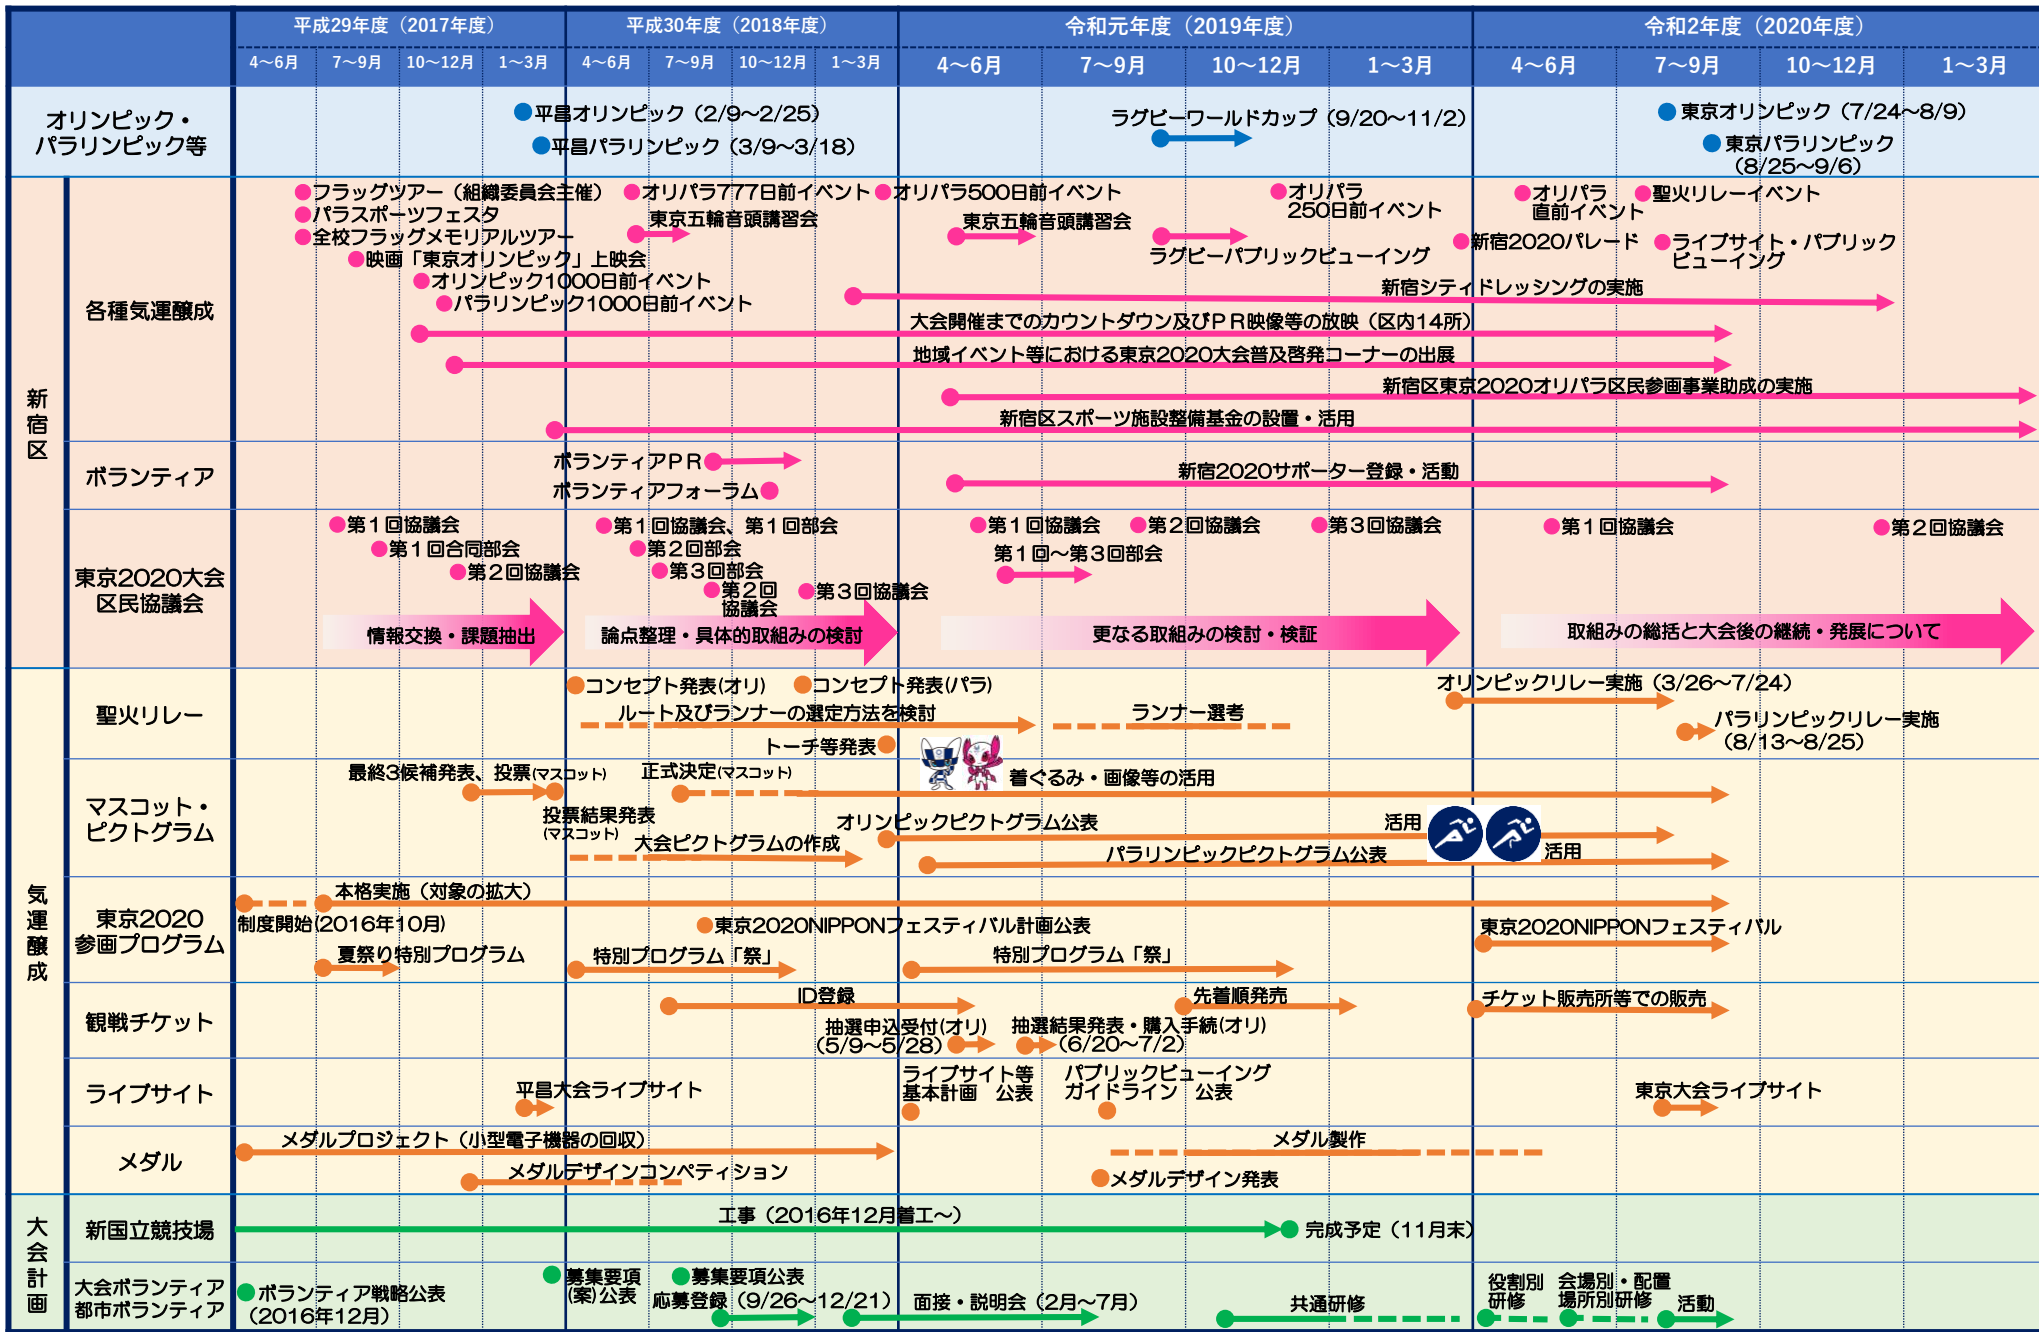 平成29年度（2017年度）
平成30年度（2018年度）
令和元年度（2019年度）
令和2年度（2020年度）
4～6月
7～9月
10～12月
1～3月
4～6月
7～9月
10～12月
1～3月
4～6月
7～9月
10～12月
1～3月
4～6月
7～9月
10～12月
1～3月
オリンピック・
パラリンピック等
平昌オリンピック（2/9～2/25）
平昌パラリンピック（3/9～3/18）
ラグビーワールドカップ（9/20～11/2）
東京オリンピック（7/24～8/9）
東京パラリンピック
（8/25～9/6）
新宿区
各種気運醸成
フラッグツアー（組織委員会主催）
パラスポーツフェスタ
全校フラッグメモリアルツアー
映画「東京オリンピック」上映会
オリンピック1000日前イベント
パラリンピック1000日前イベント
オリパラ777日前イベント
東京五輪音頭講習会
オリパラ500日前イベント
東京五輪音頭講習会
オリパラ
250日前イベント
ラグビーパブリックビューイング
オリパラ
直前イベント
聖火リレーイベント
新宿2020パレード
ライブサイト・パブリック
ビューイング
新宿シティドレッシングの実施
大会開催までのカウントダウン及びＰＲ映像等の放映（区内14所）
地域イベント等における東京2020大会普及啓発コーナーの出展
新宿区東京2020オリパラ区民参画事業助成の実施
新宿区スポーツ施設整備基金の設置・活用
ボランティア
ボランティアＰＲ
ボランティアフォーラム
新宿2020サポーター登録・活動
東京2020大会
区民協議会
第１回協議会
第１回合同部会
第２回協議会
第１回協議会、第１回部会
第２回部会
第３回部会
第２回
協議会
第３回協議会
第１回協議会
第２回協議会
第３回協議会
第１回～第３回部会
第１回協議会
第２回協議会
情報交換・課題抽出
論点整理・具体的取組みの検討
更なる取組みの検討・検証
取組みの総括と大会後の継続・発展について
気運醸成
聖火リレー
コンセプト発表(オリ)
コンセプト発表(パラ)
ルート及びランナーの選定方法を検討
トーチ等発表
ランナー選考
オリンピックリレー実施（3/26～7/24）
パラリンピックリレー実施
（8/13～8/25）
マスコット・
ピクトグラム
最終3候補発表、投票(マスコット)
投票結果発表
(マスコット)
正式決定(マスコット)
着ぐるみ・画像等の活用
大会ピクトグラムの作成
オリンピックピクトグラム公表
活用
パラリンピックピクトグラム公表
活用
東京2020
参画プログラム
本格実施（対象の拡大）
制度開始(2016年10月)
夏祭り特別プログラム
東京2020NIPPONフェスティバル計画公表
特別プログラム「祭」
特別プログラム「祭」
東京2020NIPPONフェスティバル
観戦チケット
ID登録
抽選申込受付(オリ)
（5/9～5/28）
抽選結果発表・購入手続(オリ)
（6/20～7/2）
先着順発売
チケット販売所等での販売
ライブサイト
平昌大会ライブサイト
ライブサイト等
基本計画　公表
パブリックビューイング
ガイドライン　公表
東京大会ライブサイト
メダル
メダルプロジェクト（小型電子機器の回収）
メダルデザインコンペティション
メダル製作
メダルデザイン発表
大会計画
新国立競技場
工事（2016年12月着工～）
完成予定（11月末）
大会ボランティア
都市ボランティア
ボランティア戦略公表
（2016年12月）
募集要項
(案)公表
募集要項公表
応募登録（9/26～12/21）
面接・説明会（2月～7月）
共通研修
役割別
研修
会場別・配置
場所別研修
活動